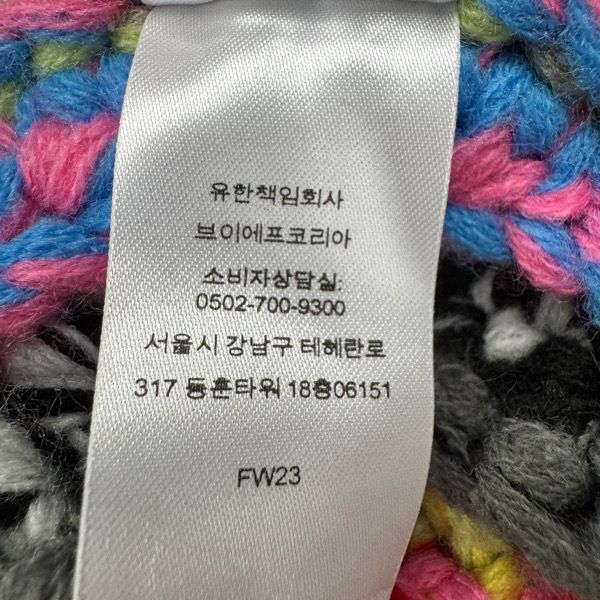 유한책임회사
브이에프코리아
소비자상담실:
0502-700-9300
서울시 강남구 테헤란로
317 동훈타워 18층06151
FW23